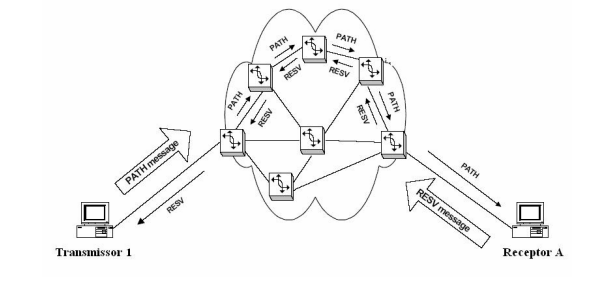 PATH
PATH
RESV
RESV
PATH
RESV
PATH
RESV
PATH message
RESV
PATH
RESV message
Transmissor 1
Receptor A